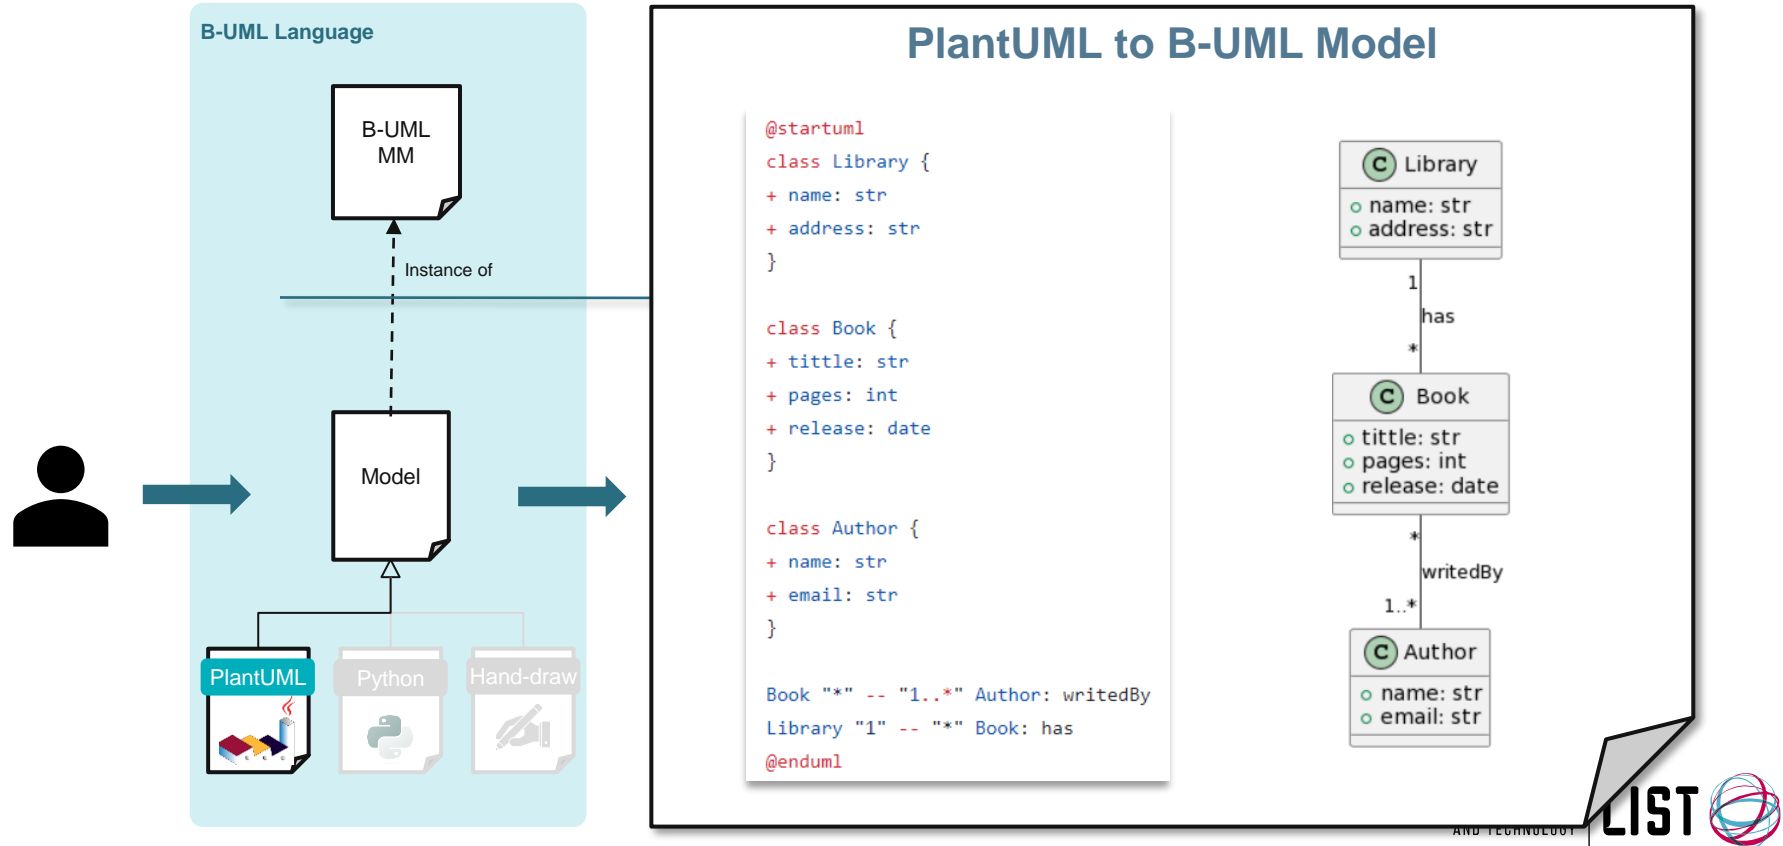 B-UML Language
B-UML
MM
Instance of
Model
PlantUML
Python
Hand-draw
PlantUML to B-UML Model
@startuml
class Library {
+ name: str
+ address: str
}
class Book {
+ tittle: str
+ pages: int
+ release: date
}
class Author {
+ name: str
+ email: str
}
Book "*" -- "1..*" Author: writedBy
Library "1" -- "*" Book: has
@enduml
C Library
name: str
address: str
1
has
*
C Book
tittle: str
pages: int
release: date
*
writedBy
1..*
C Author
name: str
email: str
AND TECHNOLOGY
LIST